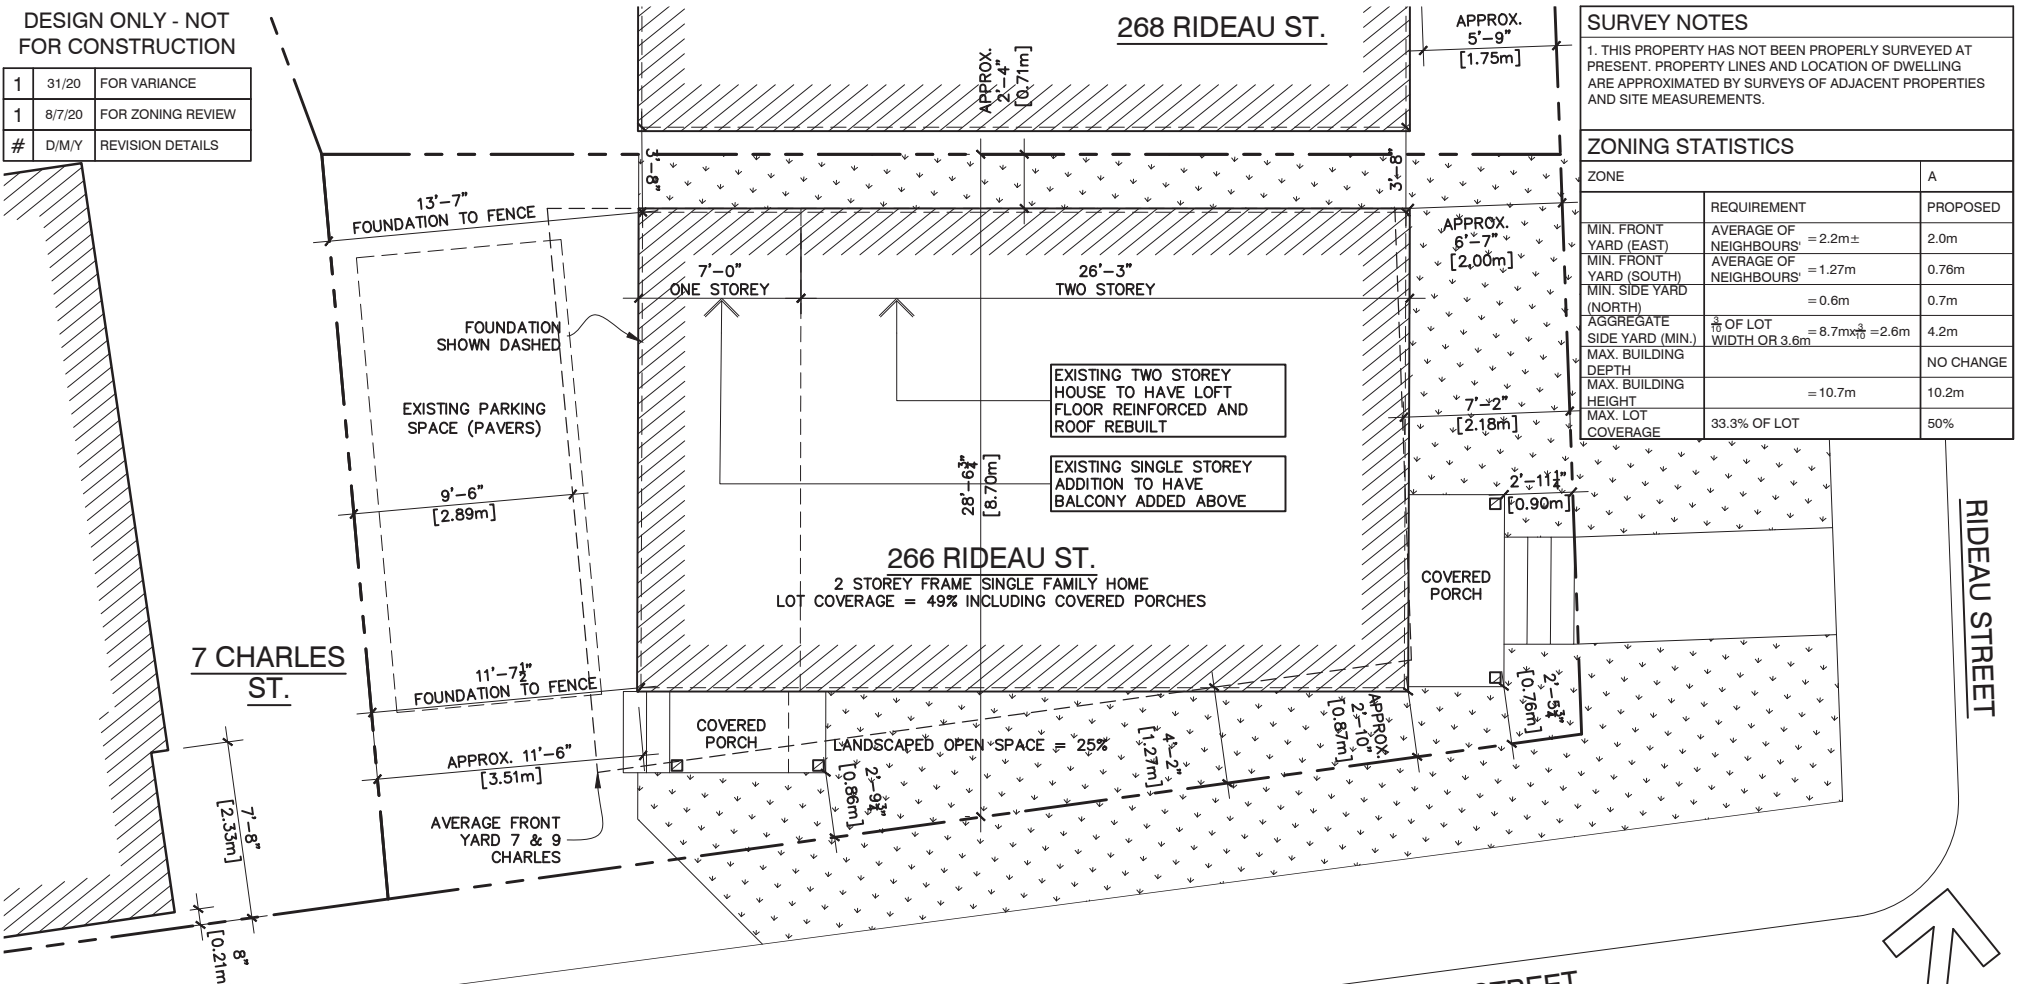 DESIGN ONLY - NOT
FOR CONSTRUCTION
1 31/20 FOR VARIANCE
1 8/7/20 FOR ZONING REVIEW
# D/M/Y REVISION DETAILS
268 RIDEAU ST.
APPROX.
2'-4"
[0.71m]
APPROX.
5'-9"
[1.75m]
SURVEY NOTES
1. THIS PROPERTY HAS NOT BEEN PROPERLY SURVEYED AT
PRESENT. PROPERTY LINES AND LOCATION OF DWELLING
ARE APPROXIMATED BY SURVEYS OF ADJACENT PROPERTIES
AND SITE MEASUREMENTS.
ZONING STATISTICS
ZONE A
REQUIREMENT PROPOSED
MIN. FRONT
YARD (EAST)
AVERAGE OF
NEIGHBOURS'
=2.2m± 2.0m
MIN. FRONT
YARD (SOUTH)
AVERAGE OF
NEIGHBOURS'
=1.27m 0.76m
MIN. SIDE YARD
(NORTH)
=0.6m 0.7m
AGGREGATE
SIDE YARD (MIN.)
3/10 OF LOT
WIDTH OR 3.6m
=8.7mx3/10 =2.6m 4.2m
MAX. BUILDING
DEPTH
NO CHANGE
MAX. BUILDING
HEIGHT
=10.7m 10.2m
MAX. LOT
COVERAGE
33.3% OF LOT 50%
3'-8"
3'-8"
13'-7"
FOUNDATION TO FENCE
APPROX.
6'-7"
[2.00m]
7'-0"
ONE STOREY
26'-3"
TWO STOREY
FOUNDATION
SHOWN DASHED
EXISTING TWO STOREY
HOUSE TO HAVE LOFT
FLOOR REINFORCED AND
ROOF REBUILT
EXISTING PARKING
SPACE (PAVERS)
7'-2"
[2.18m]
EXISTING SINGLE STOREY
ADDITION TO HAVE
BALCONY ADDED ABOVE
28'-6¾"
[8.70m]
9'-6"
[2.89m]
2'-11½"
[0.90m]
RIDEAU STREET
266 RIDEAU ST.
2 STOREY FRAME SINGLE FAMILY HOME
LOT COVERAGE = 49% INCLUDING COVERED PORCHES
COVERED
PORCH
7 CHARLES
ST.
11'-7½"
FOUNDATION TO FENCE
2'-5¾"
[0.76m]
COVERED
PORCH
LANDSCAPED OPEN SPACE = 25%
APPROX.
2'-10"
[0.87m]
4'-2"
[1.27m]
APPROX. 11'-6"
[3.51m]
2'-9¾"
[0.86m]
7'-8"
[2.33m]
AVERAGE FRONT
YARD 7 & 9
CHARLES
8"
[0.21m
STREET